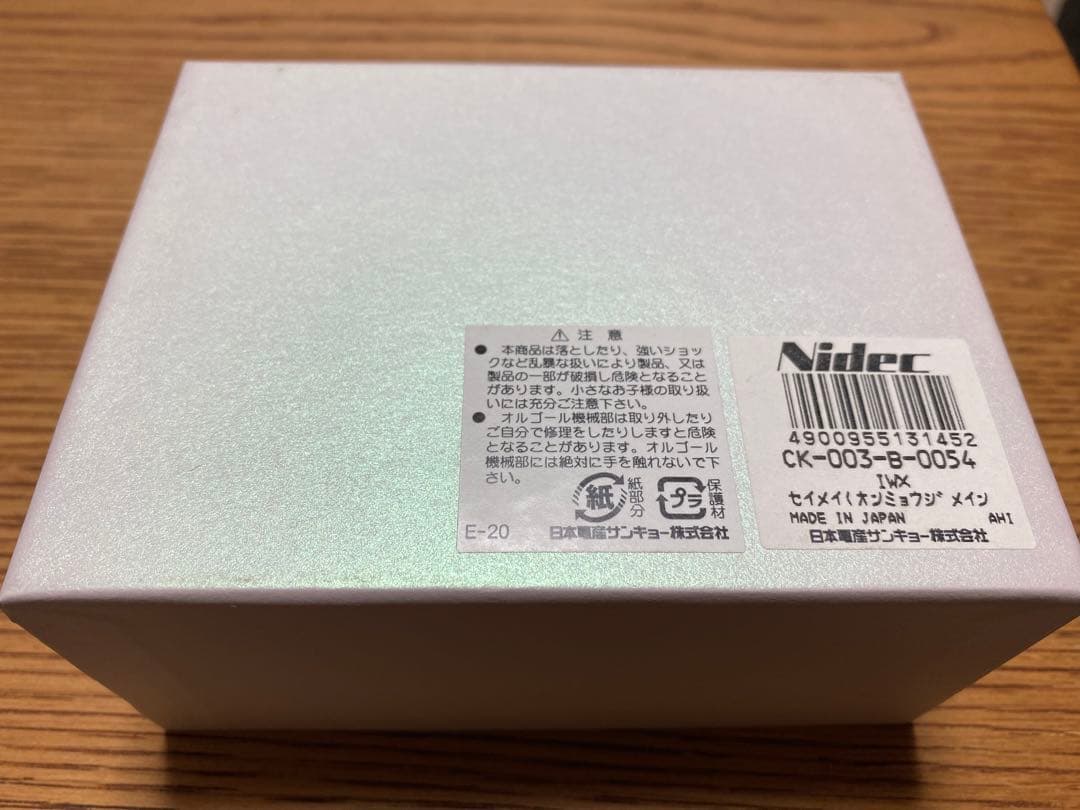 ⚠ 注意
● 本商品は落としたり、強いショッ
クなど乱暴な扱いにより製品、又は
製品の一部が破損し危険となること
があります。小さなお子様の取り扱
いには充分ご注意下さい。
● オルゴール機械部は取り外したり
ご自分で修理をしたりしますと危険
となることがあります。オルゴール
機械部には絶対に手を触れないで下
さい。
紙 紙部分 プラ 保護材
E-20 日本電産サンキョー株式会社
Nidec
4900955131452
CK-003-B-0054
IWX
セイメイ(オンミョウジ メイン
MADE IN JAPAN AHI
日本電産サンキョー株式会社